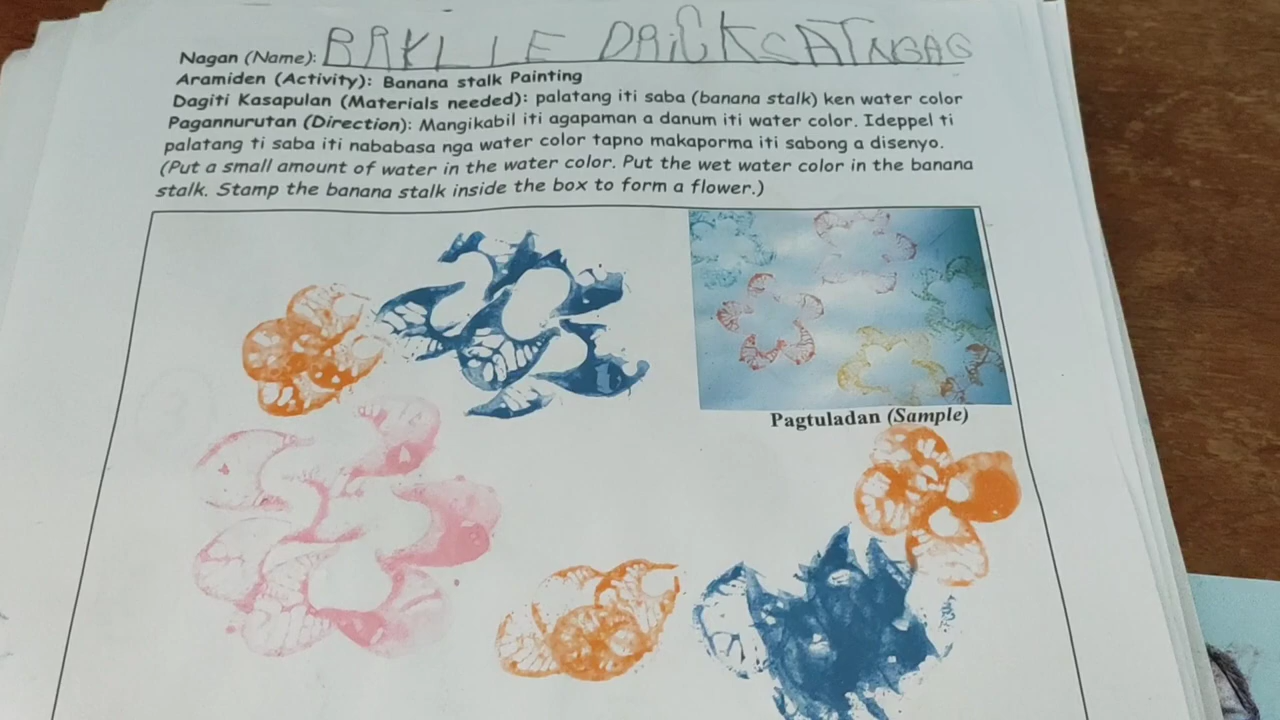 Nagan (Name): BRKLIE DRiCKSATNGAG
Aramiden (Activity): Banana stalk Painting
Dagiti Kasapulan (Materials needed): palatang iti saba (banana stalk) ken water color
Pagannurutan (Direction): Mangikabil iti agapaman a danum iti water color. Ideppel ti
palatang ti saba iti nababasa nga water color tapno makaporma iti sabong a disenyo.
(Put a small amount of water in the water color. Put the wet water color in the banana
stalk. Stamp the banana stalk inside the box to form a flower.)
Pagtuladan (Sample)